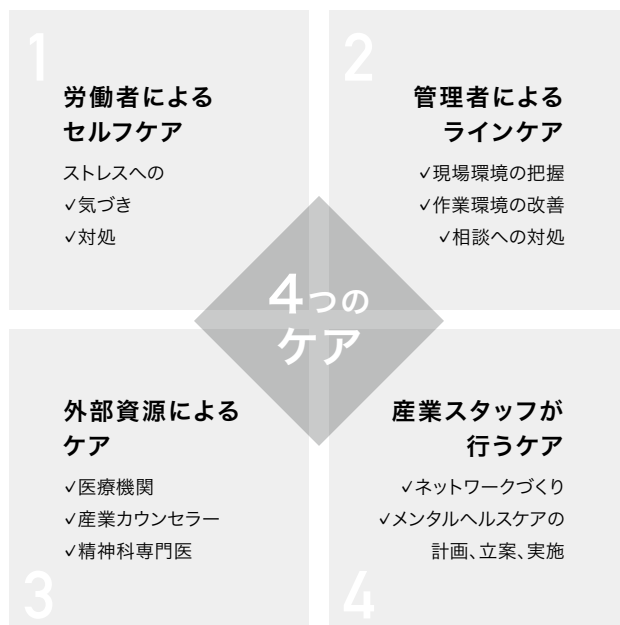 1
労働者による
セルフケア
ストレスへの
✓気づき
✓対処
2
管理者による
ラインケア
✓現場環境の把握
✓作業環境の改善
✓相談への対処
4つの
ケア
外部資源による
ケア
✓医療機関
✓産業カウンセラー
✓精神科専門医
3
産業スタッフが
行うケア
✓ネットワークづくり
✓メンタルヘルスケアの
計画、立案、実施
4